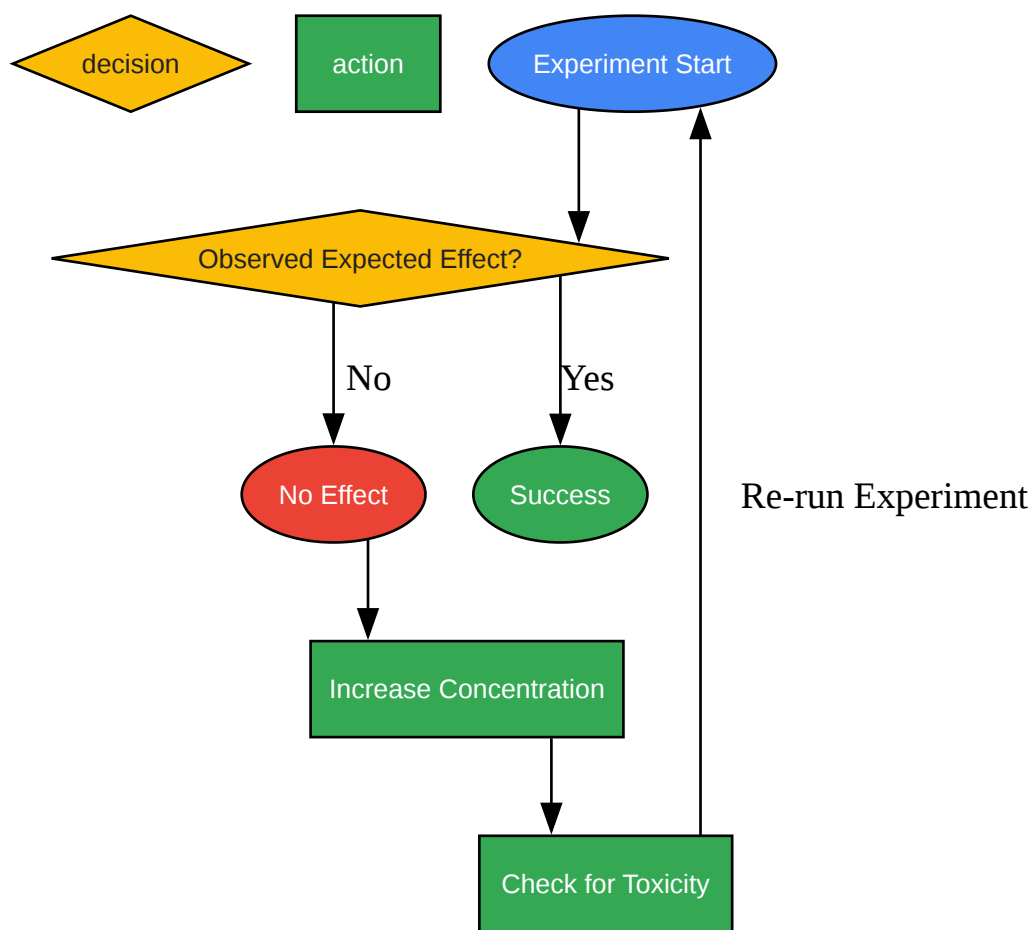 decision
action
Experiment Start
Observed Expected Effect?
No
Yes
No Effect
Success
Re-run Experiment
Increase Concentration
Check for Toxicity